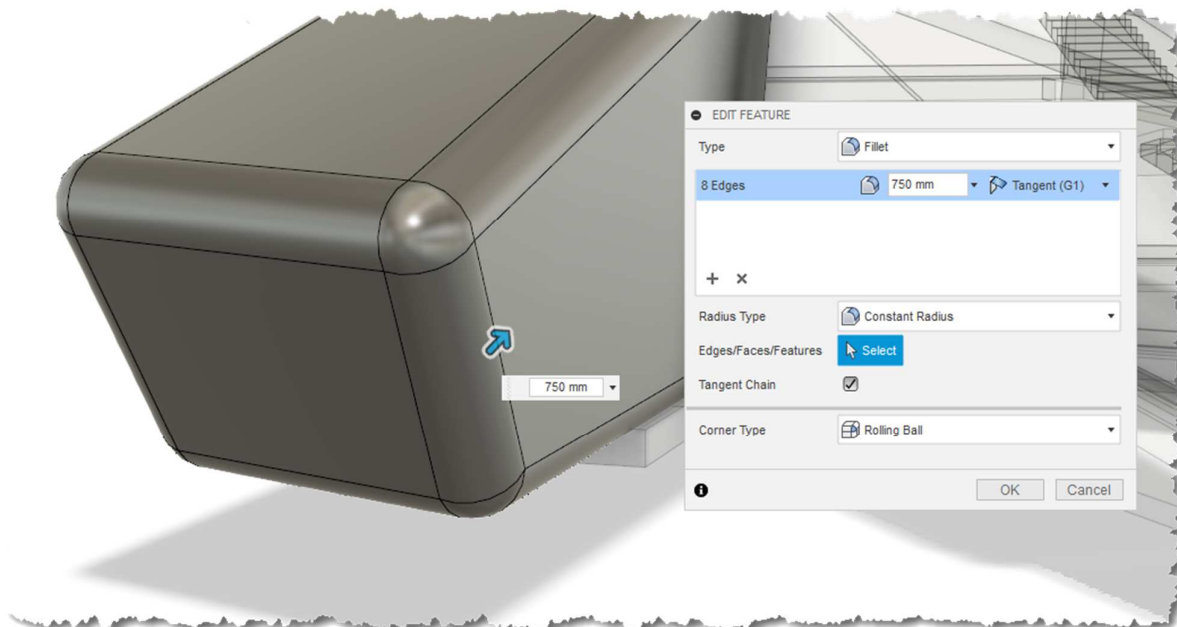 EDIT FEATURE
Type Fillet
8 Edges 750 mm Tangent (G1)
Radius Type Constant Radius
Edges/Faces/Features Select
Tangent Chain
750 mm
Corner Type Rolling Ball
OK Cancel